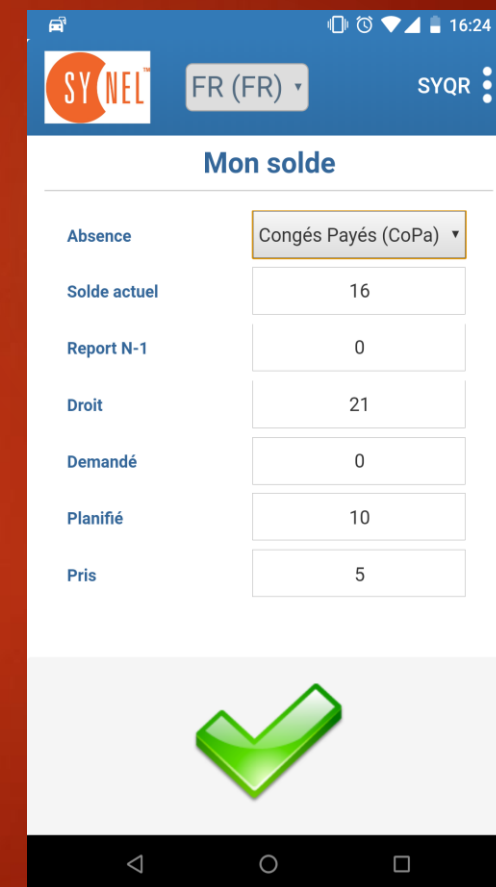 16:24
SYNEL™
FR (FR)
SYQR
Mon solde
Absence Congés Payés (CoPa)
Solde actuel 16
Report N-1 0
Droit 21
Demandé 0
Planifié 10
Pris 5